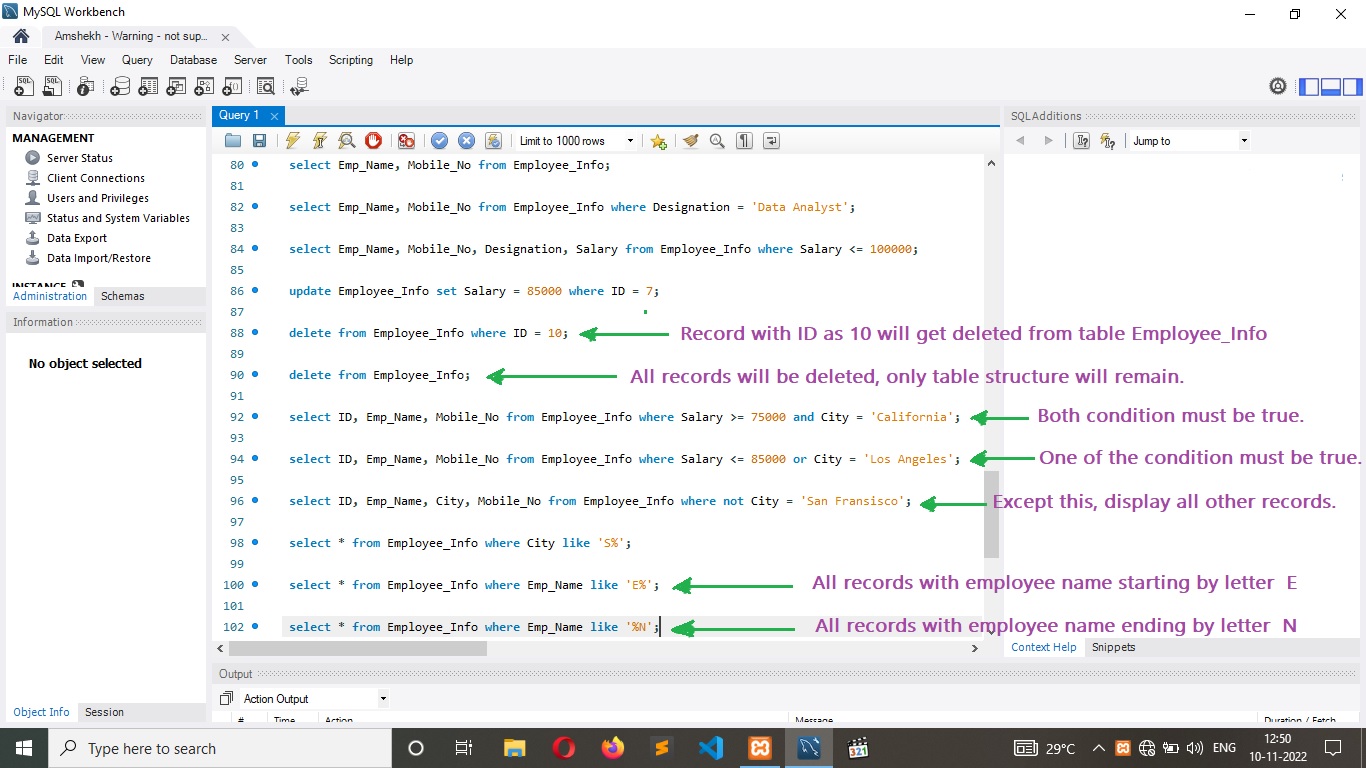 MySQL Workbench
Amshekh - Warning - not sup...
File Edit View Query Database Server Tools Scripting Help
Navigator
MANAGEMENT
Server Status
Client Connections
Users and Privileges
Status and System Variables
Data Export
Data Import/Restore
INSTANCE
Administration Schemas
Information
No object selected
Object Info Session
Query 1
Limit to 1000 rows
80 select Emp_Name, Mobile_No from Employee_Info;
81
82 select Emp_Name, Mobile_No from Employee_Info where Designation = 'Data Analyst';
83
84 select Emp_Name, Mobile_No, Designation, Salary from Employee_Info where Salary <= 100000;
85
86 update Employee_Info set Salary = 85000 where ID = 7;
87
88 delete from Employee_Info where ID = 10; Record with ID as 10 will get deleted from table Employee_Info
89
90 delete from Employee_Info; All records will be deleted, only table structure will remain.
91
92 select ID, Emp_Name, Mobile_No from Employee_Info where Salary >= 75000 and City = 'California'; Both condition must be true.
93
94 select ID, Emp_Name, Mobile_No from Employee_Info where Salary <= 85000 or City = 'Los Angeles'; One of the condition must be true.
95
96 select ID, Emp_Name, City, Mobile_No from Employee_Info where not City = 'San Fransisco'; Except this, display all other records.
97
98 select * from Employee_Info where City like 'S%';
99
100 select * from Employee_Info where Emp_Name like 'E%'; All records with employee name starting by letter E
101
102 select * from Employee_Info where Emp_Name like '%N'; All records with employee name ending by letter N
SQLAdditions
Jump to
Context Help Snippets
Output
Action Output
# Time Action Message Duration / Fetch
Type here to search
321
29°C
ENG
12:50
10-11-2022